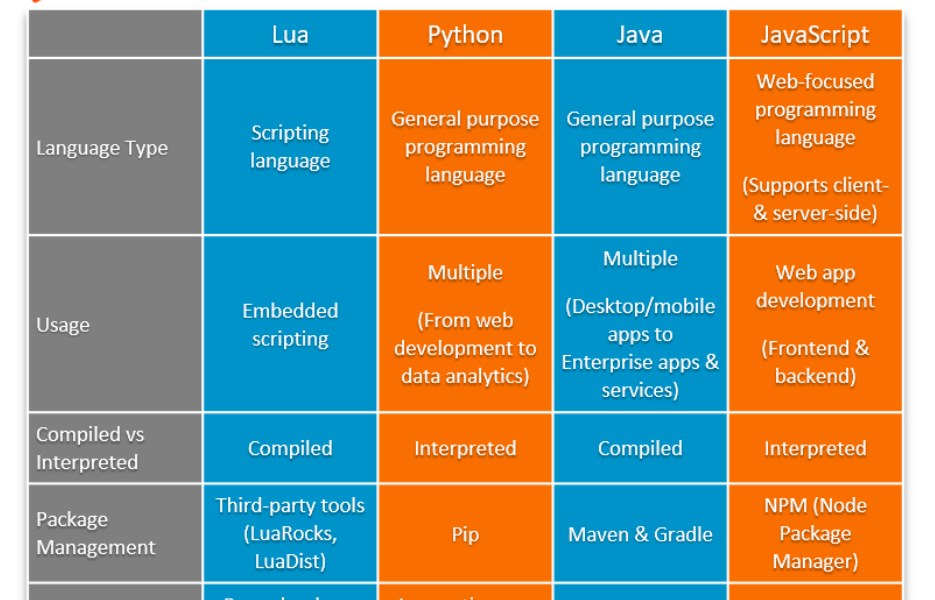 Lua
Python
Java
JavaScript
Language Type
Scripting
language
General purpose
programming
language
General purpose
programming
language
Web-focused
programming
language
(Supports client-
& server-side)
Usage
Embedded
scripting
Multiple
(From web
development to
data analytics)
Multiple
(Desktop/mobile
apps to
Enterprise apps &
services)
Web app
development
(Frontend &
backend)
Compiled vs
Interpreted
Compiled
Interpreted
Compiled
Interpreted
Package
Management
Third-party tools
(LuaRocks,
LuaDist)
Pip
Maven & Gradle
NPM (Node
Package
Manager)